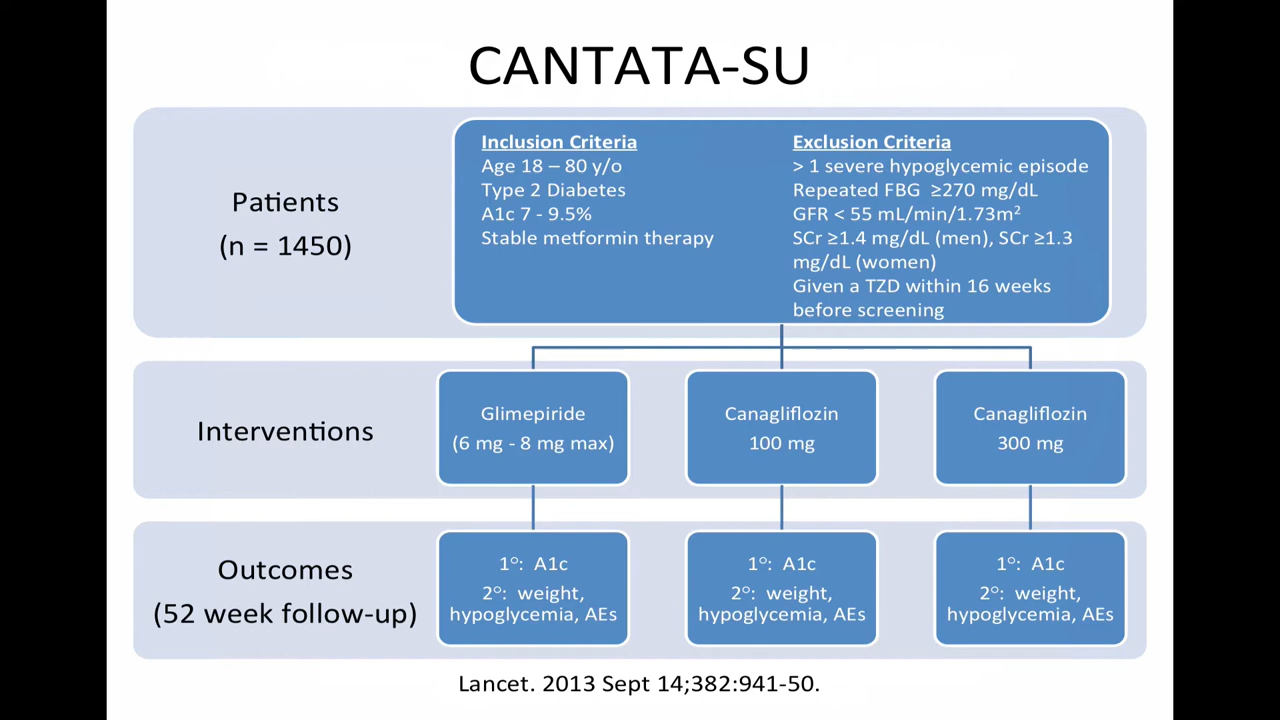 CANTATA-SU
Patients
(n = 1450)
Inclusion Criteria
Age 18 – 80 y/o
Type 2 Diabetes
A1c 7 - 9.5%
Stable metformin therapy
Exclusion Criteria
> 1 severe hypoglycemic episode
Repeated FBG ≥270 mg/dL
GFR < 55 mL/min/1.73m²
SCr ≥1.4 mg/dL (men), SCr ≥1.3
mg/dL (women)
Given a TZD within 16 weeks
before screening
Interventions
Glimepiride
(6 mg - 8 mg max)
Canagliflozin
100 mg
Canagliflozin
300 mg
Outcomes
(52 week follow-up)
1°: A1c
2°: weight,
hypoglycemia, AEs
1°: A1c
2°: weight,
hypoglycemia, AEs
1°: A1c
2°: weight,
hypoglycemia, AEs
Lancet. 2013 Sept 14;382:941-50.